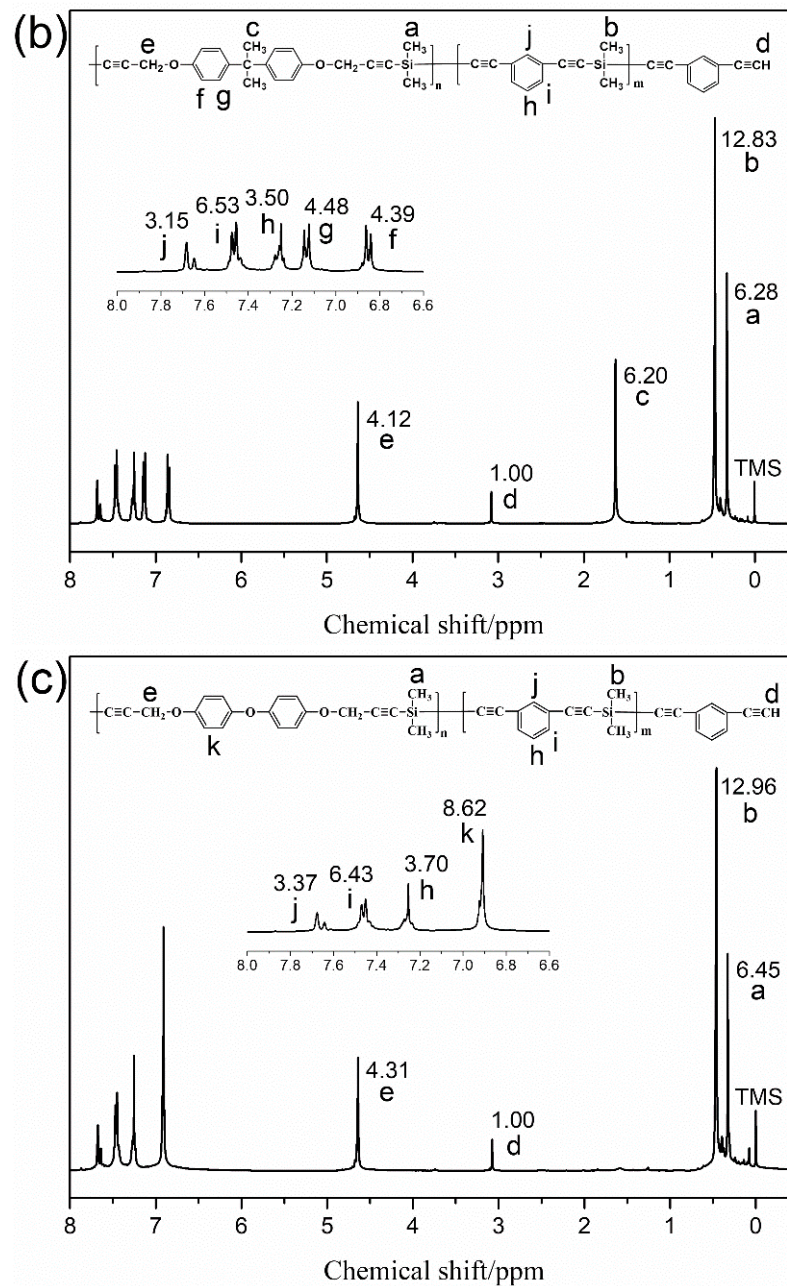 (b)
e c a j b d
CH₃ CH₃ CH₃
C≡C—CH₂—O O—CH₂—C≡C—Si n C≡C C≡C—Si m C≡C C≡CH
CH₃ CH₃ CH₃
f g h i
12.83
b
3.15 6.53 3.50 4.48 4.39
j i h g f
8.0 7.8 7.6 7.4 7.2 7.0 6.8 6.6
6.28
a
6.20
c
4.12
e
1.00
d
TMS
8 7 6 5 4 3 2 1 0
Chemical shift/ppm
(c)
e a j b d
CH₃ CH₃
C≡C—CH₂—O O O—CH₂—C≡C—Si n C≡C C≡C—Si m C≡C C≡CH
CH₃ CH₃
k h i
12.96
b
8.62
k
3.37 6.43 3.70
j i h
8.0 7.8 7.6 7.4 7.2 7.0 6.8 6.6
6.45
a
4.31
e
1.00
d
TMS
8 7 6 5 4 3 2 1 0
Chemical shift/ppm